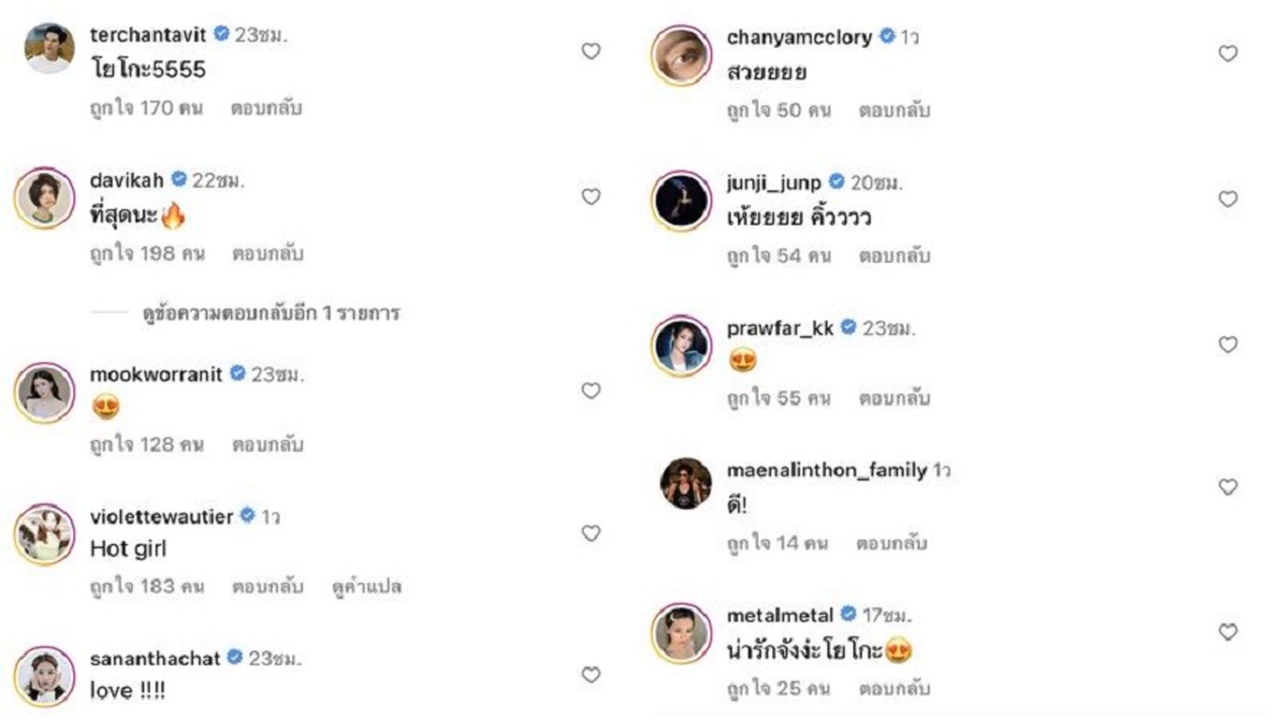 terchantavit 23ชม.
โยโกะ5555
ถูกใจ 170 คน ตอบกลับ
davikah 22ชม.
ที่สุดนะ🔥
ถูกใจ 198 คน ตอบกลับ
ดูข้อความตอบกลับอีก 1 รายการ
mookworranit 23ชม.
😍
ถูกใจ 128 คน ตอบกลับ
violettewautier 1ว
Hot girl
ถูกใจ 183 คน ตอบกลับ ดูคำแปล
sananthachat 23ชม.
love !!!!
chanyamcclory 1ว
สวยยยย
ถูกใจ 50 คน ตอบกลับ
junji_junp 20ชม.
เห้ยยยย คิ้วววว
ถูกใจ 54 คน ตอบกลับ
prawfar_kk 23ชม.
😍
ถูกใจ 55 คน ตอบกลับ
maenalinthon_family 1ว
ดี!
ถูกใจ 14 คน ตอบกลับ
metalmetal 17ชม.
น่ารักจังง่ะโยโกะ😍
ถูกใจ 25 คน ตอบกลับ